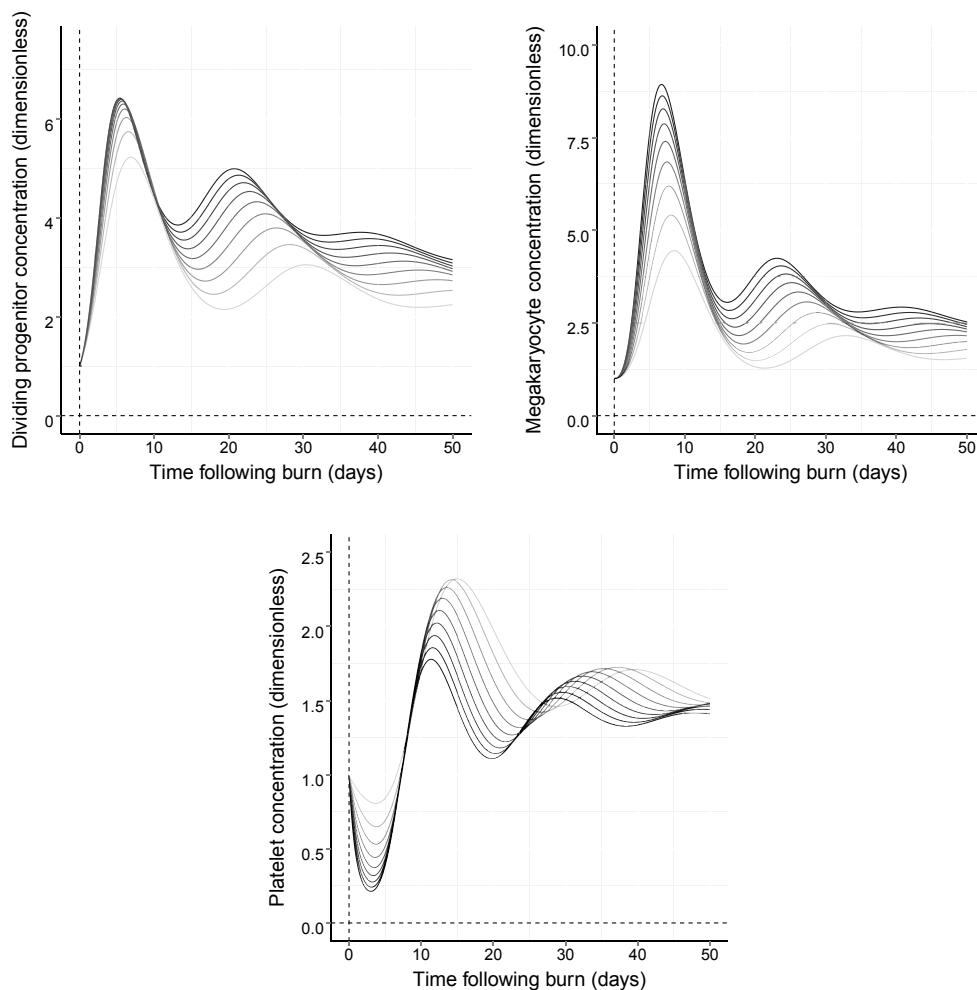 Dividing progenitor concentration (dimensionless)
6
4
2
0
0 10 20 30 40 50
Time following burn (days)
Megakaryocyte concentration (dimensionless)
10.0
7.5
5.0
2.5
0.0
0 10 20 30 40 50
Time following burn (days)
Platelet concentration (dimensionless)
2.5
2.0
1.5
1.0
0.5
0.0
0 10 20 30 40 50
Time following burn (days)